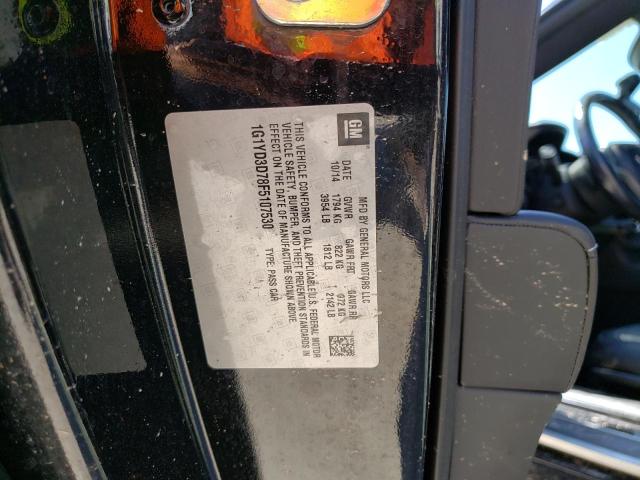 GM
MFD BY GENERAL MOTORS LLC
DATE GVWR GAWR FRT GAWR RR
10/14 1794 KG 822 KG 972 KG
3954 LB 1812 LB 2142 LB
THIS VEHICLE CONFORMS TO ALL APPLICABLE U.S. FEDERAL MOTOR
VEHICLE SAFETY, BUMPER, AND THEFT PREVENTION STANDARDS IN
EFFECT ON THE DATE OF MANUFACTURE SHOWN ABOVE.
1G1YD3D78F5107530 TYPE: PASS CAR